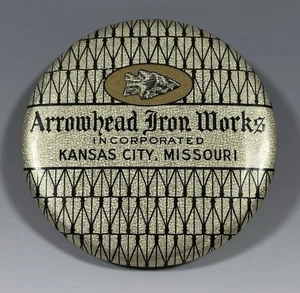 Arrowhead Iron Works
INCORPORATED
KANSAS CITY, MISSOURI